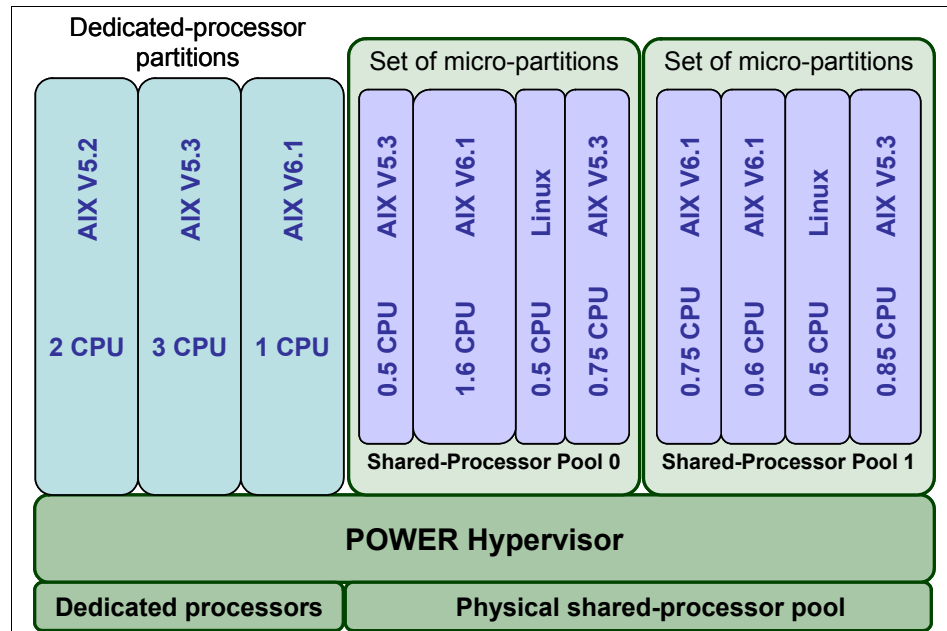 Dedicated-processor
partitions
Set of micro-partitions
Set of micro-partitions
AIX V5.2
AIX V5.3
AIX V6.1
AIX V5.3
AIX V6.1
Linux
AIX V5.3
AIX V6.1
AIX V6.1
Linux
AIX V5.3
2 CPU
3 CPU
1 CPU
0.5 CPU
1.6 CPU
0.5 CPU
0.75 CPU
0.75 CPU
0.6 CPU
0.5 CPU
0.85 CPU
Shared-Processor Pool 0
Shared-Processor Pool 1
POWER Hypervisor
Dedicated processors
Physical shared-processor pool